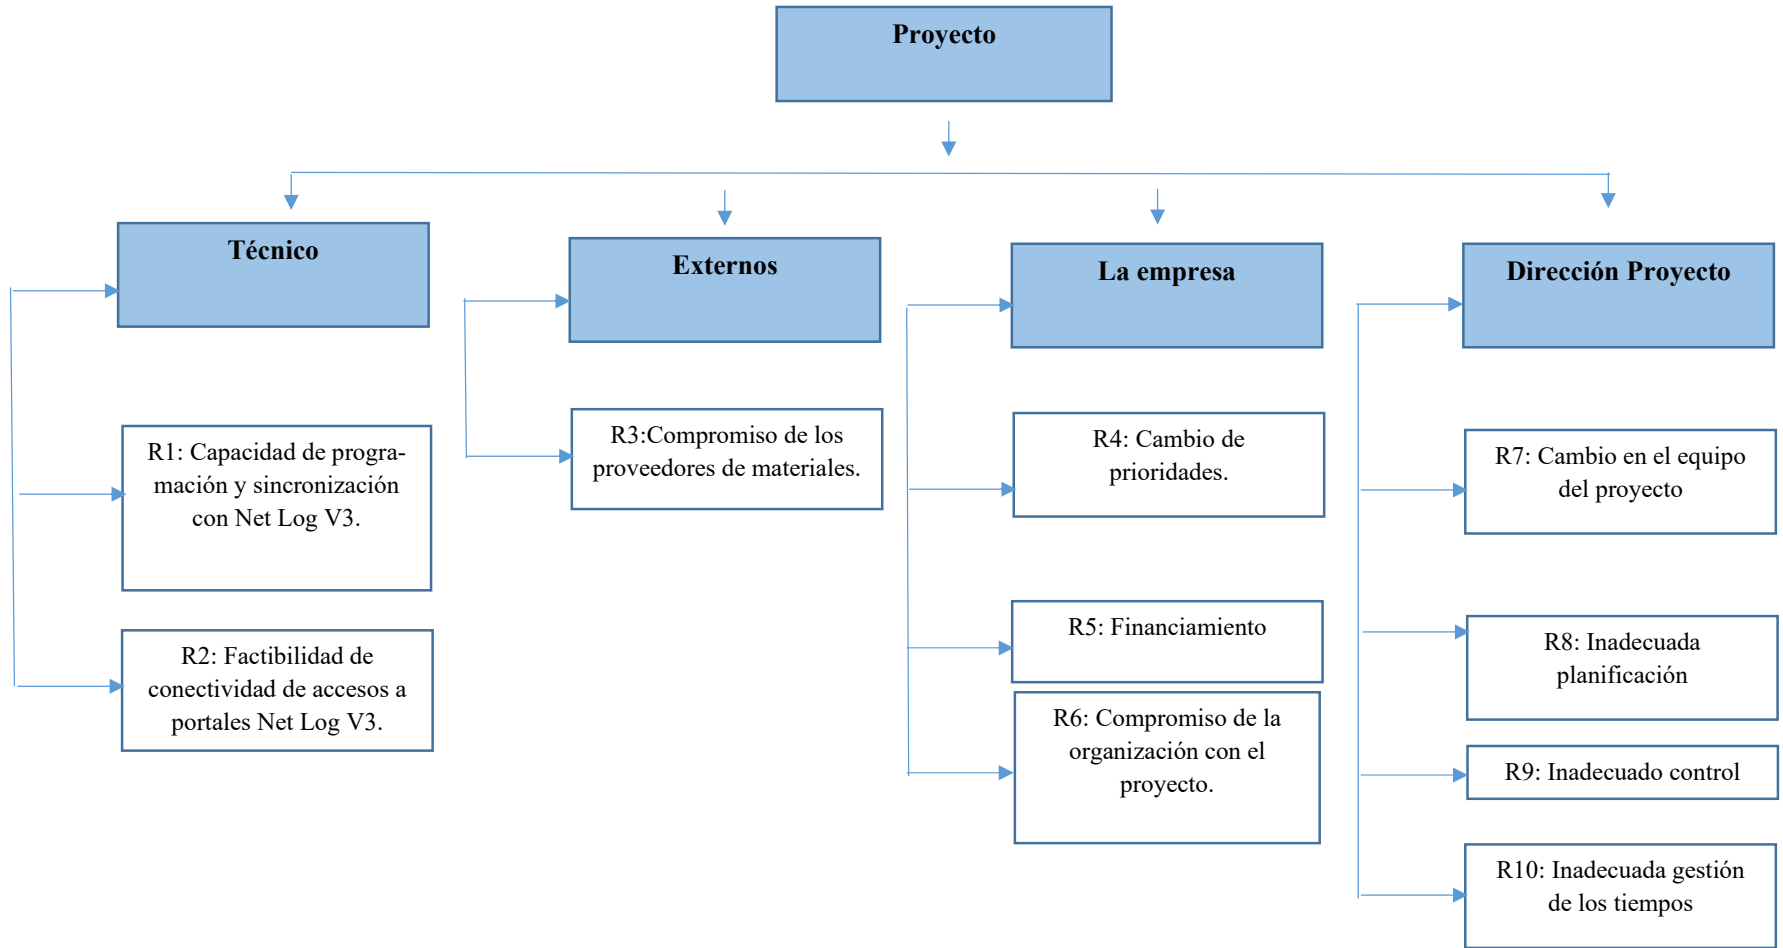 Proyecto
Técnico
Externos
La empresa
Dirección Proyecto
R1: Capacidad de progra-
mación y sincronización
con Net Log V3.
R2: Factibilidad de
conectividad de accesos a
portales Net Log V3.
R3:Compromiso de los
proveedores de materiales.
R4: Cambio de
prioridades.
R5: Financiamiento
R6: Compromiso de la
organización con el
proyecto.
R7: Cambio en el equipo
del proyecto
R8: Inadecuada
planificación
R9: Inadecuado control
R10: Inadecuada gestión
de los tiempos